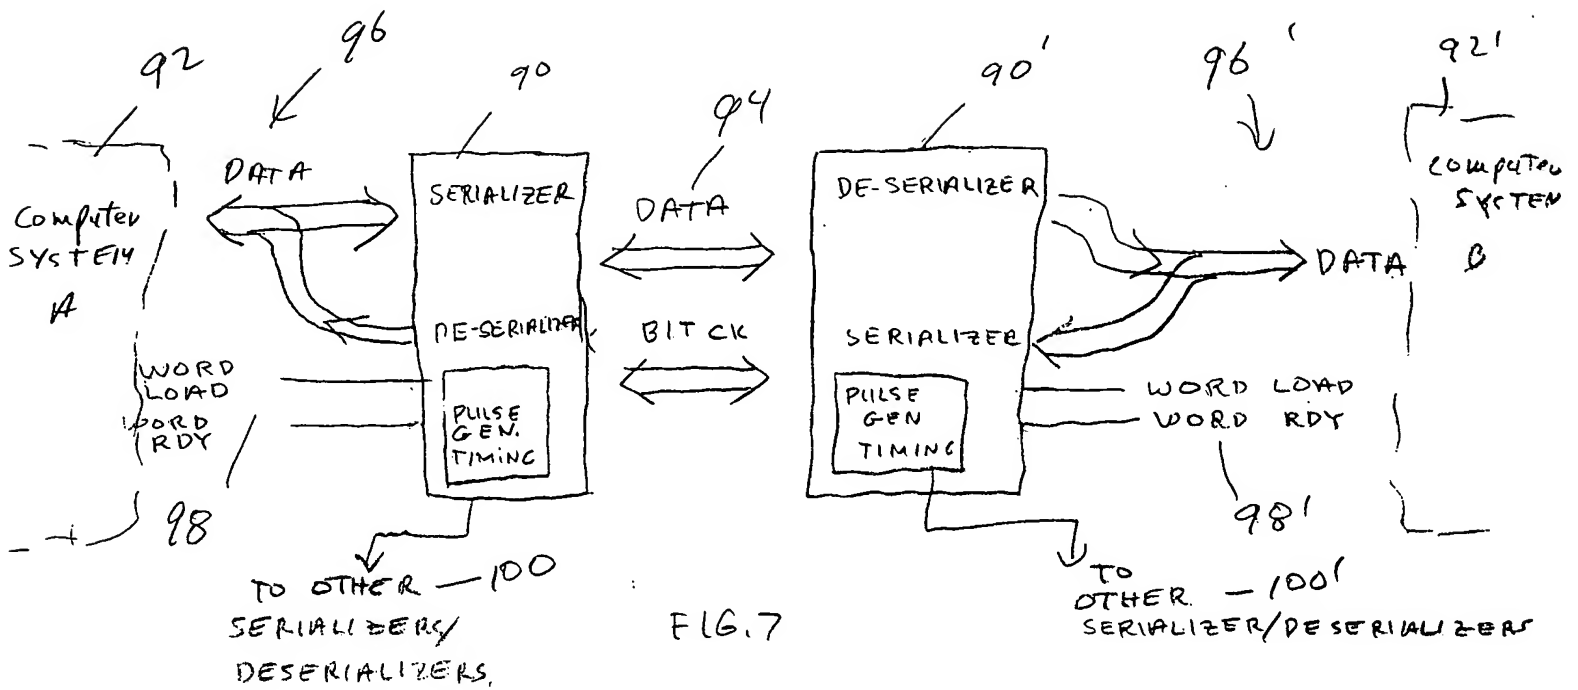 92
96
90
94
90'
96'
92'
DATA
SERIALIZER
DATA
DE-SERIALIZER
Computer
SYSTEM
A
Computer
SYSTEM
B
DATA
DE-SERIALIZER
BIT CK
SERIALIZER
WORD
LOAD
WORD
RDY
PULSE
GEN.
TIMING
PULSE
GEN
TIMING
WORD LOAD
WORD RDY
98
98'
TO OTHER — 100
SERIALIZERS/
DESERIALIZERS.
FIG.7
TO
OTHER. — 100'
SERIALIZER/DESERIALIZERS